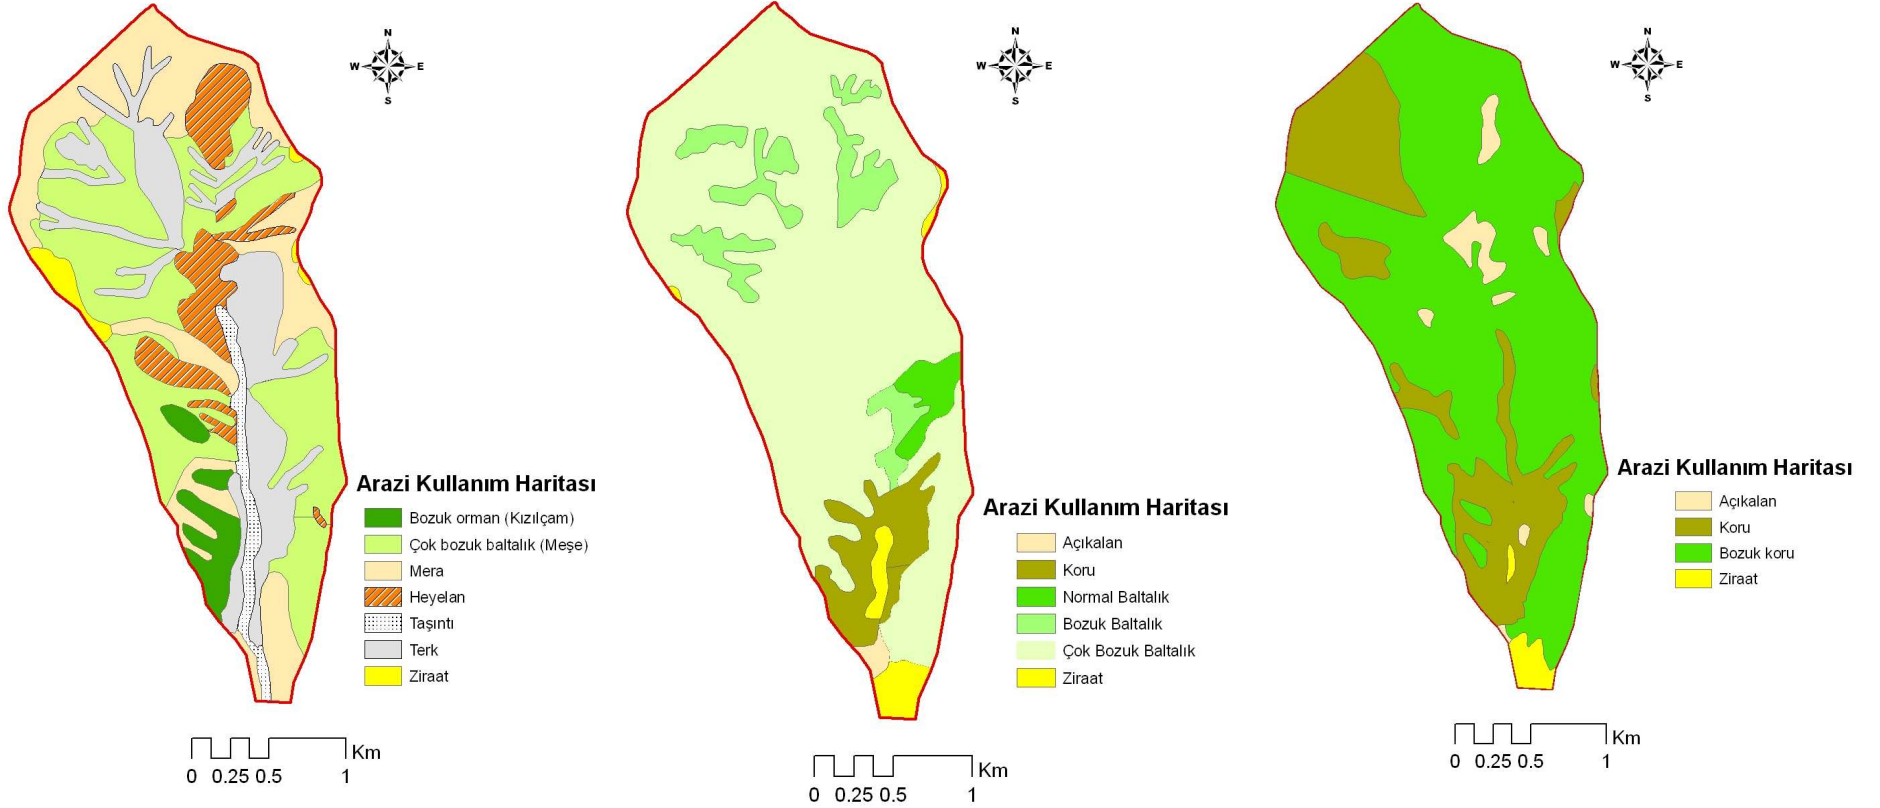 N
W E
S
Arazi Kullanım Haritası
Bozuk orman (Kızılçam)
Çok bozuk baltalık (Meşe)
Mera
Heyelan
Taşıntı
Terk
Ziraat
Km
0 0.25 0.5 1
N
W E
S
Arazi Kullanım Haritası
Açıkalan
Koru
Normal Baltalık
Bozuk Baltalık
Çok Bozuk Baltalık
Ziraat
Km
0 0.25 0.5 1
N
W E
S
Arazi Kullanım Haritası
Açıkalan
Koru
Bozuk koru
Ziraat
Km
0 0.25 0.5 1